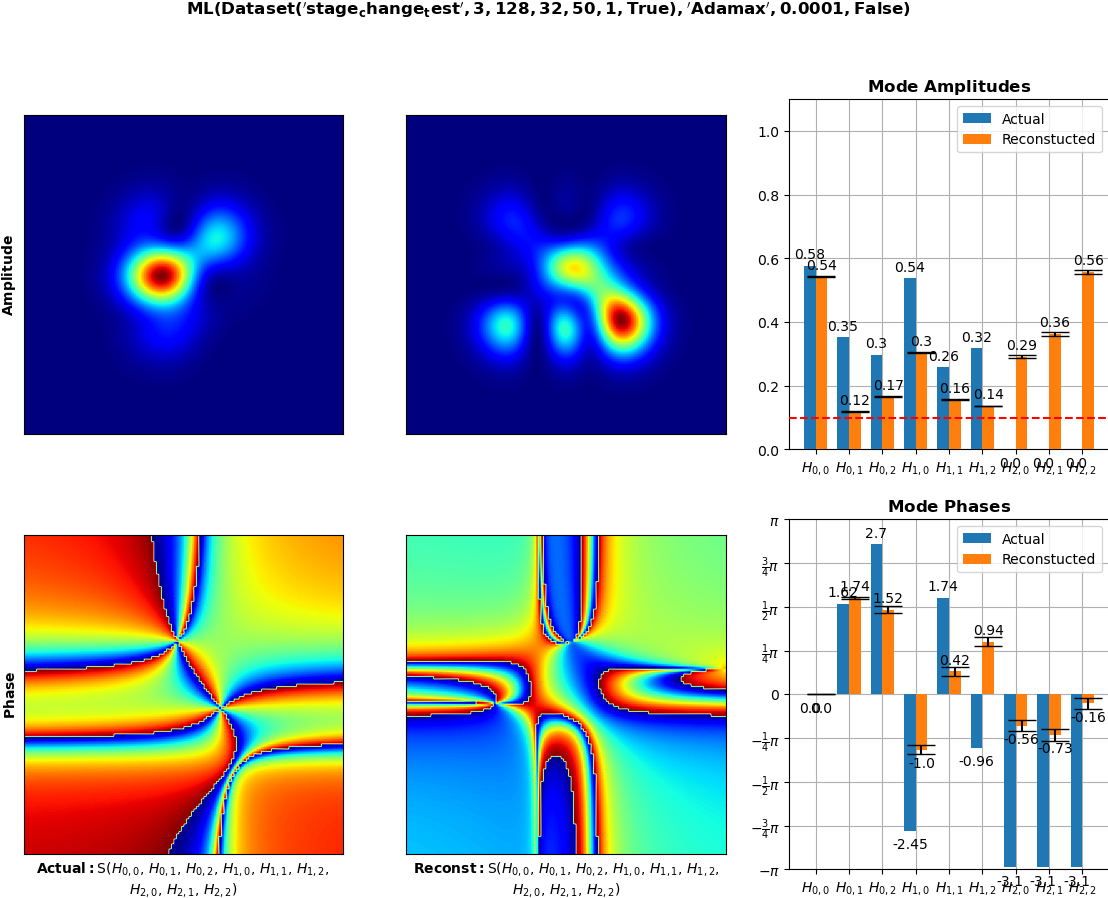 ML(Dataset(′stage_change_test′, 3, 128, 32, 50, 1, True), ′Adamax′, 0.0001, False)
Amplitude
Mode Amplitudes
Actual
Reconstucted
1.0
0.8
0.6
0.4
0.2
0.0
0.58
0.54
0.35
0.12
0.3
0.17
0.54
0.3
0.26
0.16
0.32
0.14
0.0
0.29
0.0
0.36
0.0
0.56
H0,0 H0,1 H0,2 H1,0 H1,1 H1,2 H2,0 H2,1 H2,2
Phase
Actual: S(H0,0, H0,1, H0,2, H1,0, H1,1, H1,2,
H2,0, H2,1, H2,2)
Reconst: S(H0,0, H0,1, H0,2, H1,0, H1,1, H1,2,
H2,0, H2,1, H2,2)
Mode Phases
Actual
Reconstucted
π
3/4π
1/2π
1/4π
0
−1/4π
−1/2π
−3/4π
−π
0.0
0.0
1.62
1.74
2.7
1.52
-2.45
-1.0
1.74
0.42
-0.96
0.94
-3.1
-0.56
-3.1
-0.73
-3.1
-0.16
H0,0 H0,1 H0,2 H1,0 H1,1 H1,2 H2,0 H2,1 H2,2